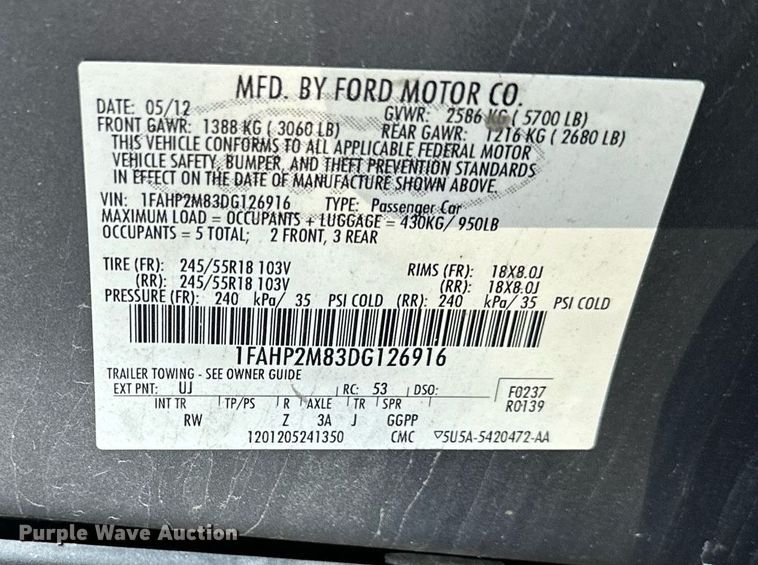 MFD. BY FORD MOTOR CO.
DATE: 05/12 GVWR: 2586 KG ( 5700 LB)
FRONT GAWR: 1388 KG ( 3060 LB) REAR GAWR: 1216 KG ( 2680 LB)
THIS VEHICLE CONFORMS TO ALL APPLICABLE FEDERAL MOTOR
VEHICLE SAFETY, BUMPER, AND THEFT PREVENTION STANDARDS
IN EFFECT ON THE DATE OF MANUFACTURE SHOWN ABOVE.
VIN: 1FAHP2M83DG126916 TYPE: Passenger Car
MAXIMUM LOAD = OCCUPANTS + LUGGAGE = 430KG/ 950LB
OCCUPANTS = 5 TOTAL; 2 FRONT, 3 REAR
TIRE (FR): 245/55R18 103V RIMS (FR): 18X8.0J
(RR): 245/55R18 103V (RR): 18X8.0J
PRESSURE (FR): 240 kPa/ 35 PSI COLD (RR): 240 kPa/ 35 PSI COLD
1FAHP2M83DG126916
TRAILER TOWING - SEE OWNER GUIDE
EXT PNT: UJ RC: 53 DSO: F0237
INT TR TP/PS R AXLE TR SPR R0139
RW Z 3A J GGPP
1201205241350 CMC ▽5U5A-5420472-AA
Purple Wave Auction